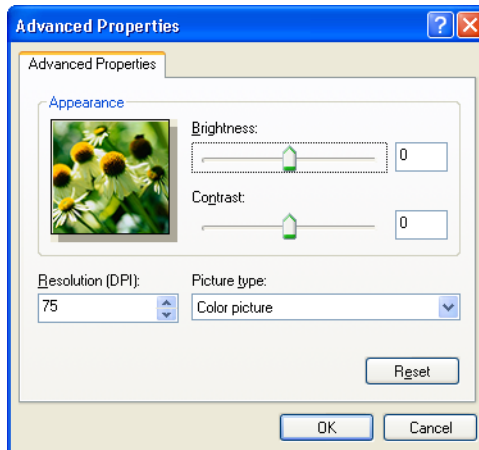 Advanced Properties
Advanced Properties
Appearance
Brightness:
0
Contrast:
0
Resolution (DPI):
75
Picture type:
Color picture
Reset
OK
Cancel